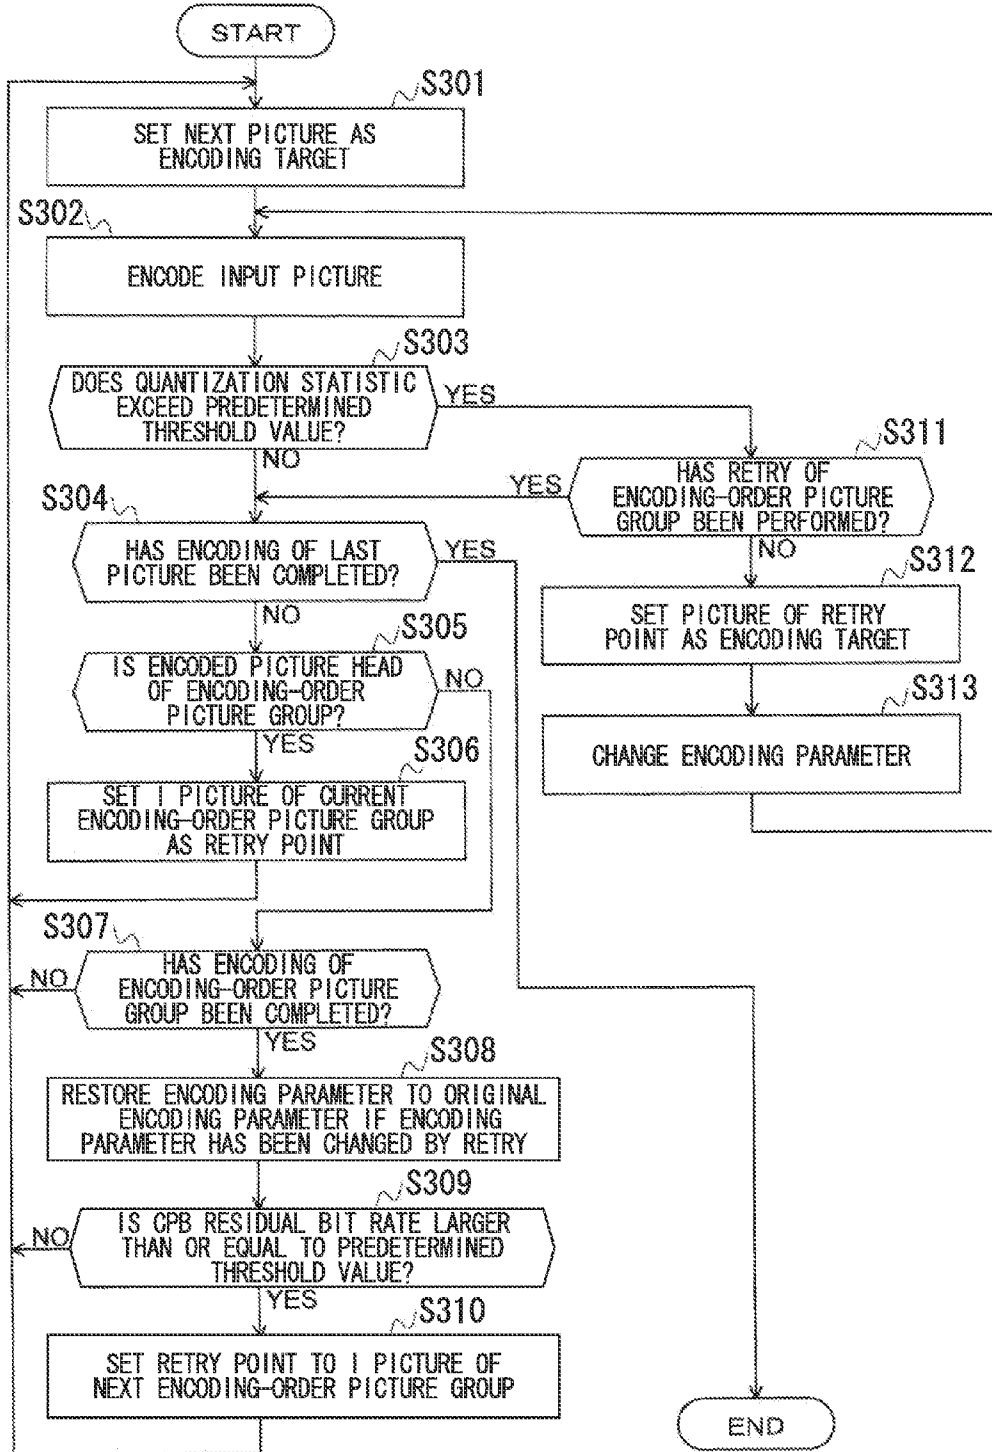 START
S301
SET NEXT PICTURE AS
ENCODING TARGET
S302
ENCODE INPUT PICTURE
S303
DOES QUANTIZATION STATISTIC
EXCEED PREDETERMINED
THRESHOLD VALUE?
YES
NO
S311
HAS RETRY OF
ENCODING-ORDER PICTURE
GROUP BEEN PERFORMED?
YES
NO
S304
HAS ENCODING OF LAST
PICTURE BEEN COMPLETED?
YES
NO
S312
SET PICTURE OF RETRY
POINT AS ENCODING TARGET
S305
IS ENCODED PICTURE HEAD
OF ENCODING-ORDER
PICTURE GROUP?
NO
YES
S313
CHANGE ENCODING PARAMETER
S306
SET I PICTURE OF CURRENT
ENCODING-ORDER PICTURE GROUP
AS RETRY POINT
S307
HAS ENCODING OF
ENCODING-ORDER PICTURE
GROUP BEEN COMPLETED?
NO
YES
S308
RESTORE ENCODING PARAMETER TO ORIGINAL
ENCODING PARAMETER IF ENCODING
PARAMETER HAS BEEN CHANGED BY RETRY
S309
IS CPB RESIDUAL BIT RATE LARGER
THAN OR EQUAL TO PREDETERMINED
THRESHOLD VALUE?
NO
YES
S310
SET RETRY POINT TO I PICTURE OF
NEXT ENCODING-ORDER PICTURE GROUP
END